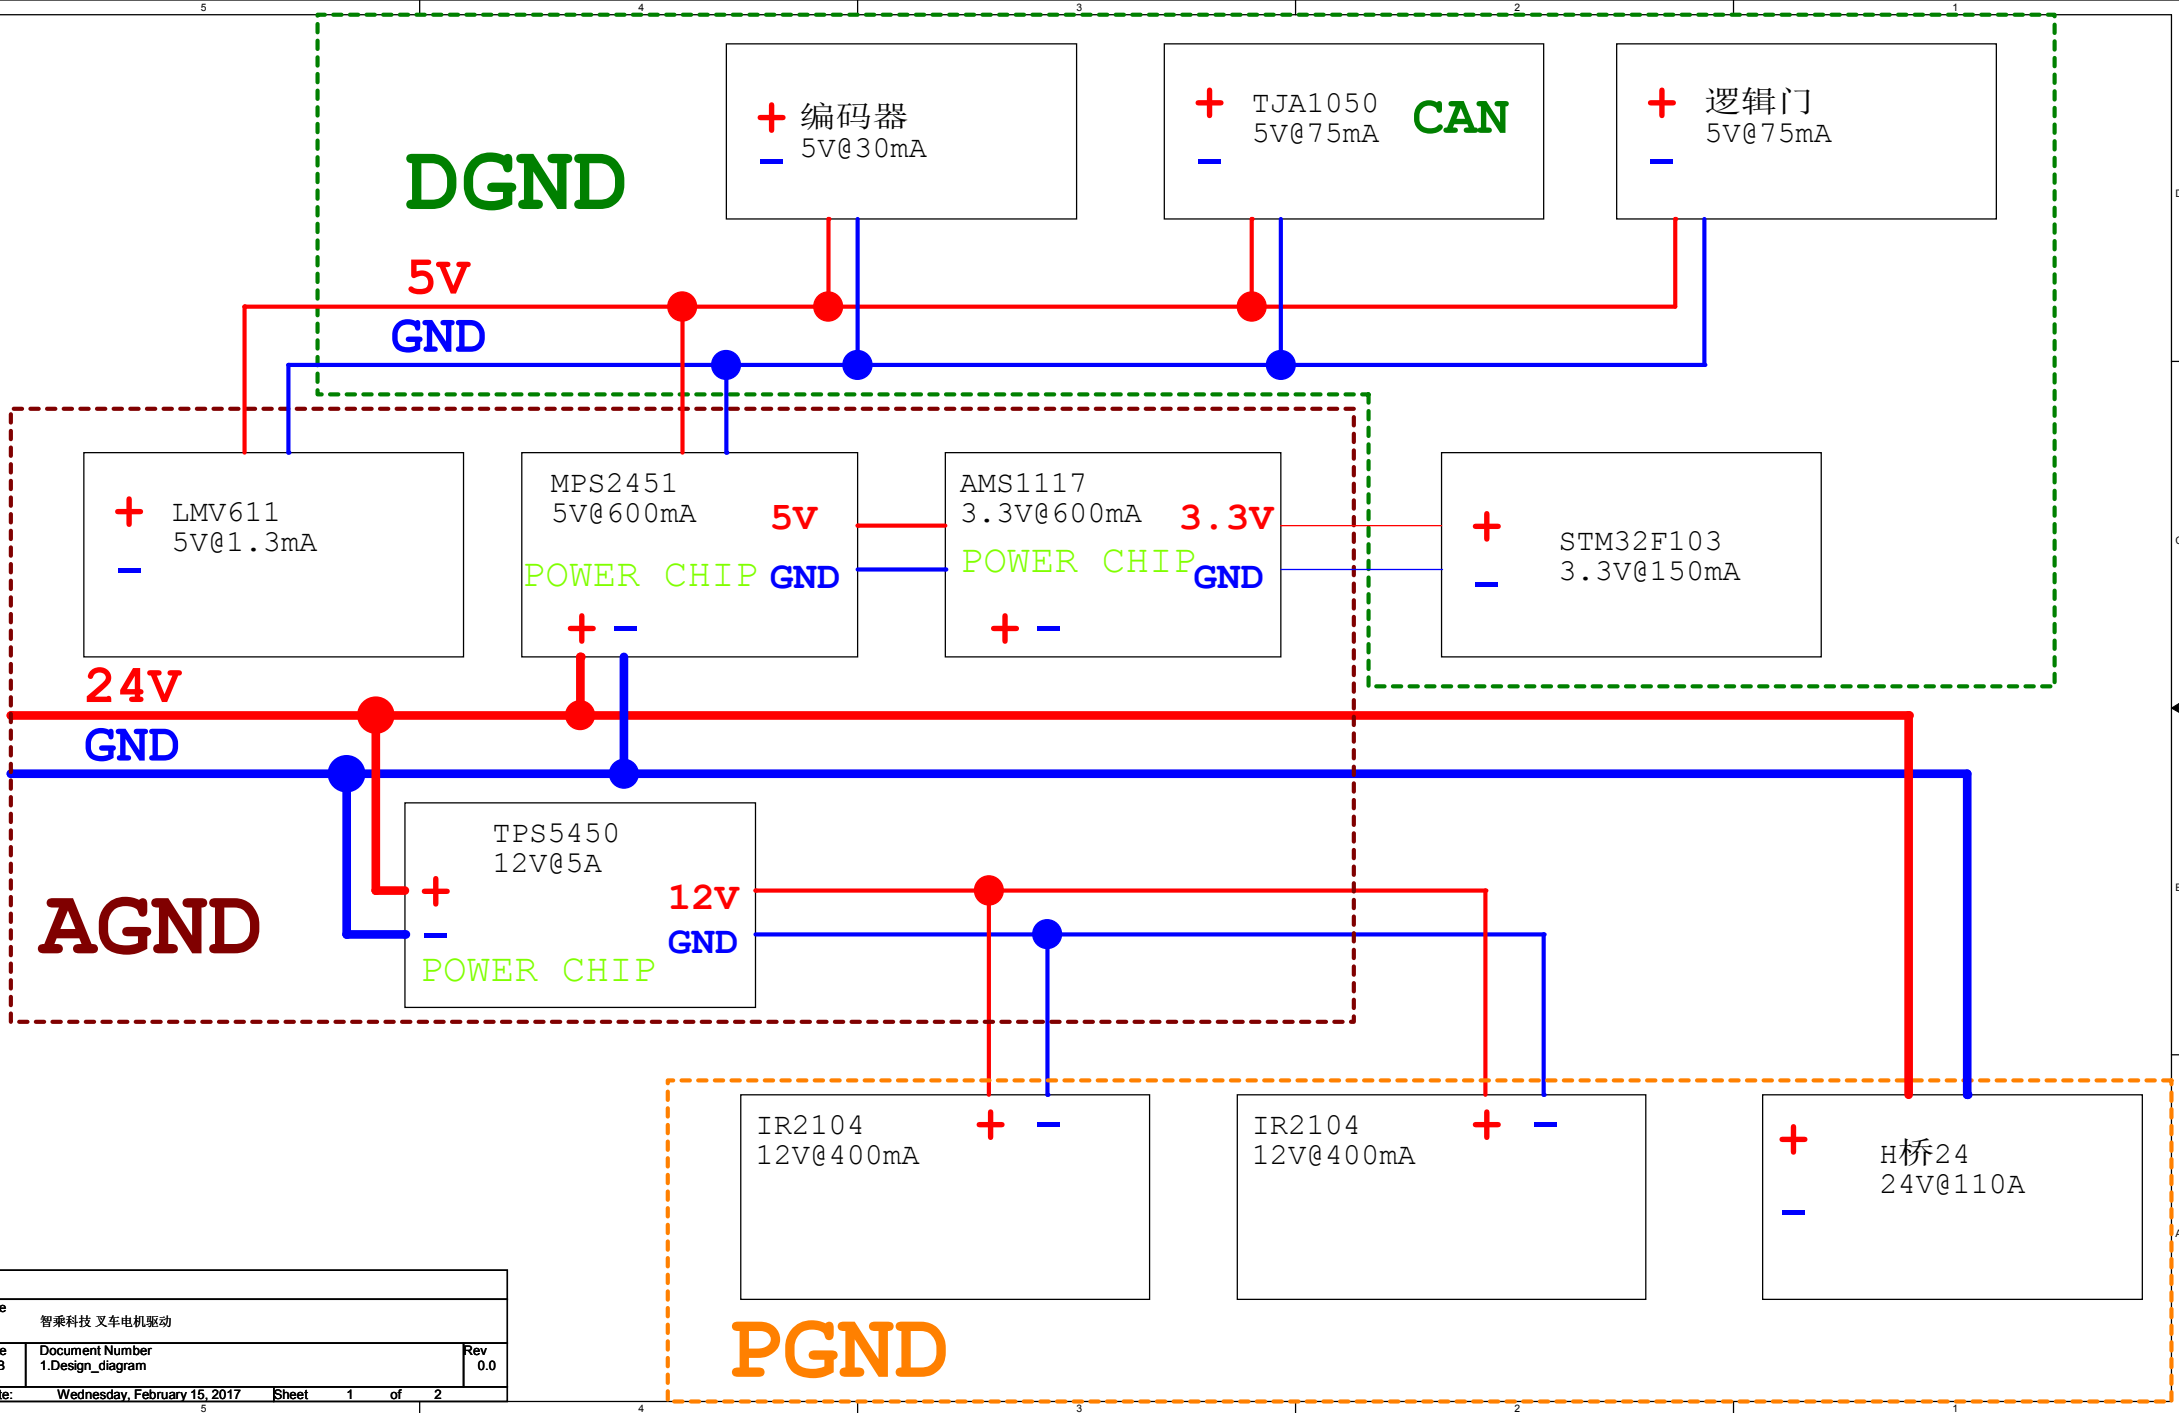 5 4 3 2 1
+ 编码器
5V@30mA
−
+ TJA1050 CAN
5V@75mA
−
+ 逻辑门
5V@75mA
−
DGND
5V
GND
+ LMV611
5V@1.3mA
−
MPS2451
5V@600mA 5V
POWER CHIP GND
+ −
AMS1117
3.3V@600mA 3.3V
POWER CHIP GND
+ −
+ STM32F103
3.3V@150mA
−
24V
GND
TPS5450
12V@5A
+ 12V
− GND
POWER CHIP
AGND
IR2104 + −
12V@400mA
IR2104 + −
12V@400mA
+ H桥24
24V@110A
−
PGND
智乘科技 叉车电机驱动
Document Number Rev
1.Design_diagram 0.0
Wednesday, February 15, 2017 Sheet 1 of 2
5 4 3 2 1